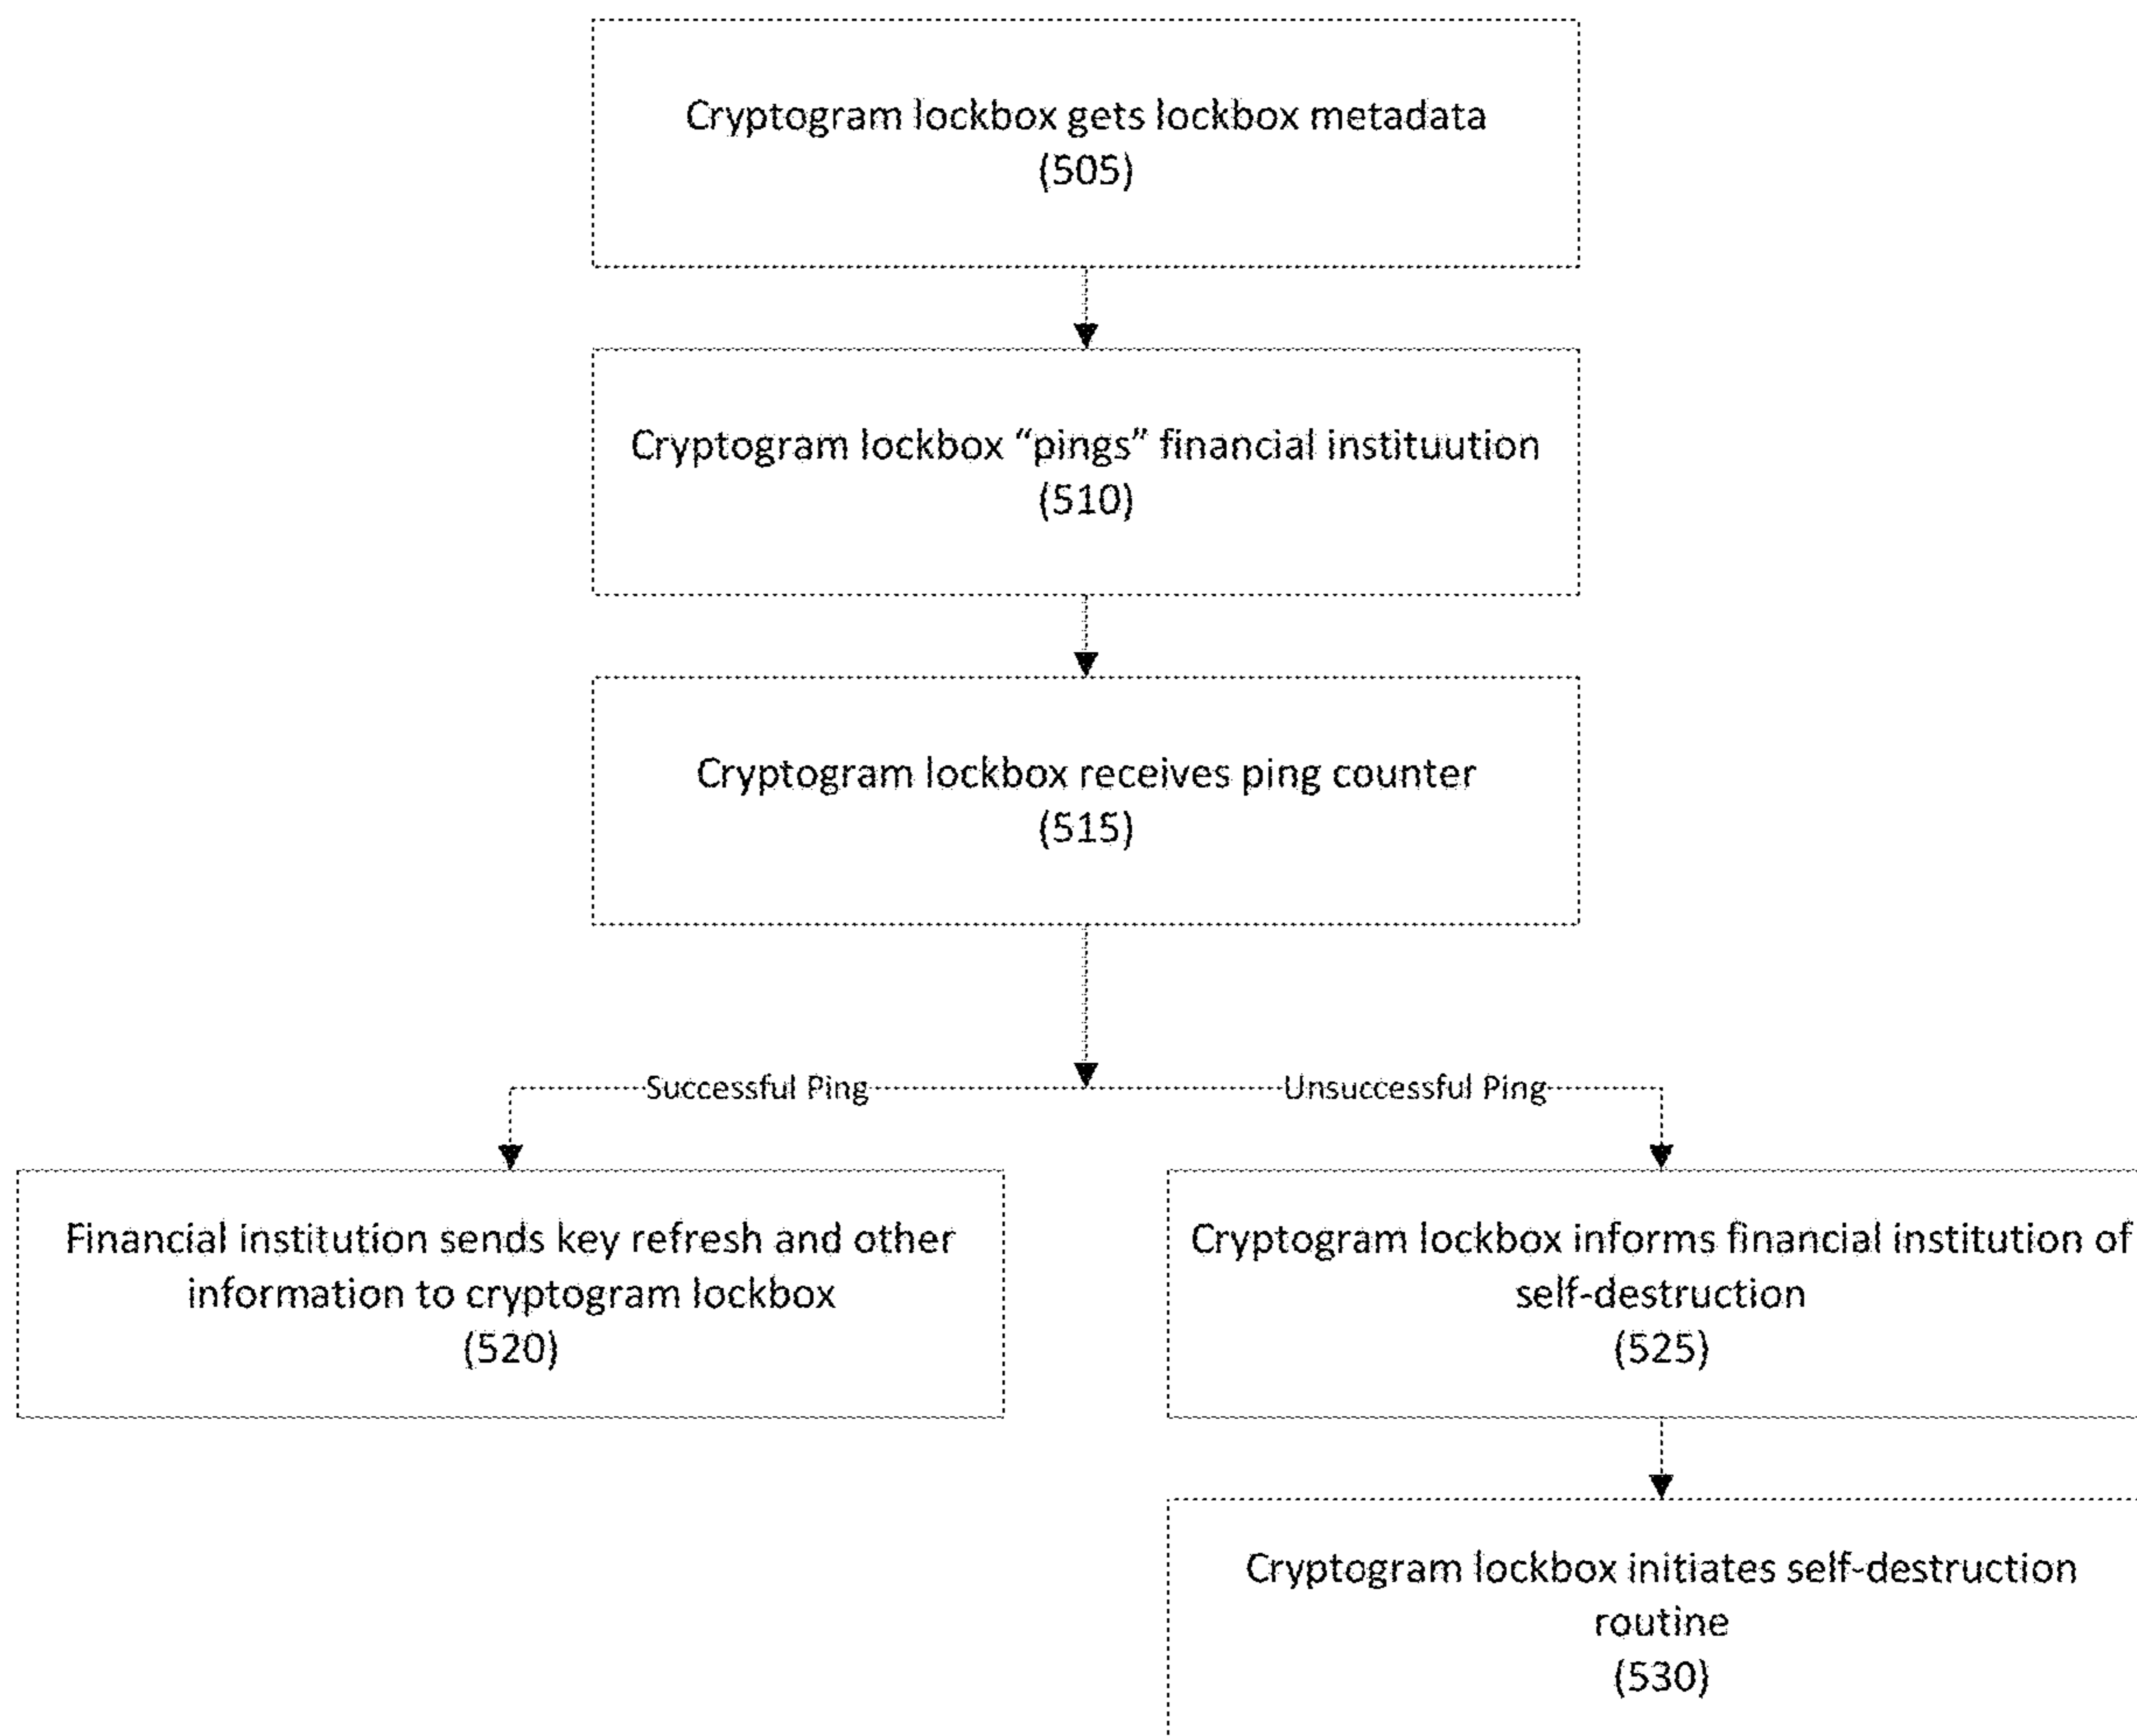 Cryptogram lockbox gets lockbox metadata
(505)
Cryptogram lockbox “pings” financial instituution
(510)
Cryptogram lockbox receives ping counter
(515)
Successful Ping
Unsuccessful Ping
Financial institution sends key refresh and other
information to cryptogram lockbox
(520)
Cryptogram lockbox informs financial institution of
self-destruction
(525)
Cryptogram lockbox initiates self-destruction
routine
(530)